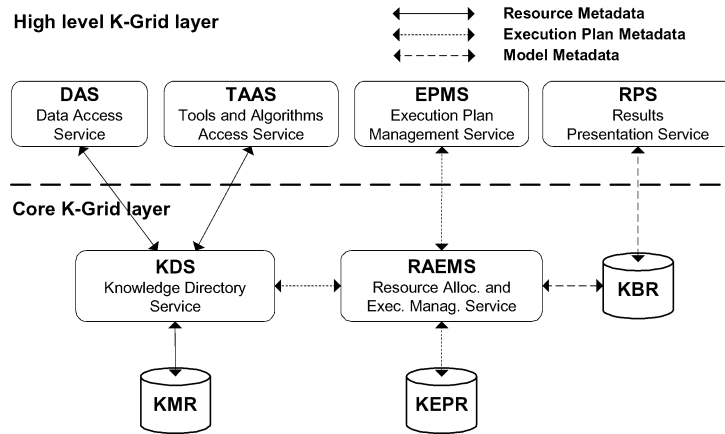 High level K-Grid layer
Resource Metadata
Execution Plan Metadata
Model Metadata
DAS
Data Access
Service
TAAS
Tools and Algorithms
Access Service
EPMS
Execution Plan
Management Service
RPS
Results
Presentation Service
Core K-Grid layer
KDS
Knowledge Directory
Service
RAEMS
Resource Alloc. and
Exec. Manag. Service
KBR
KMR
KEPR